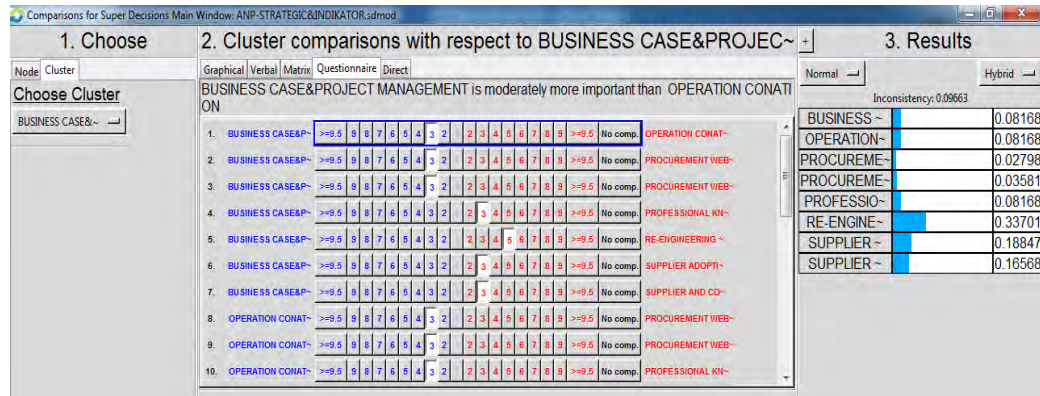 Comparisons for Super Decisions Main Window: ANP-STRATEGIC&INDIKATOR.sdmod
1. Choose
2. Cluster comparisons with respect to BUSINESS CASE&PROJEC~
+
3. Results
Node Cluster
Graphical Verbal Matrix Questionnaire Direct
Normal Hybrid
Choose Cluster
BUSINESS CASE&~
BUSINESS CASE&PROJECT MANAGEMENT is moderately more important than OPERATION CONATI
ON
1. BUSINESS CASE&P~ >=9.5 9 8 7 6 5 4 3 2 2 3 4 5 6 7 8 9 >=9.5 No comp. OPERATION CONAT~
2. BUSINESS CASE&P~ >=9.5 9 8 7 6 5 4 3 2 2 3 4 5 6 7 8 9 >=9.5 No comp. PROCUREMENT WEB~
3. BUSINESS CASE&P~ >=9.5 9 8 7 6 5 4 3 2 2 3 4 5 6 7 8 9 >=9.5 No comp. PROCUREMENT WEB~
4. BUSINESS CASE&P~ >=9.5 9 8 7 6 5 4 3 2 2 3 4 5 6 7 8 9 >=9.5 No comp. PROFESSIONAL KN~
5. BUSINESS CASE&P~ >=9.5 9 8 7 6 5 4 3 2 2 3 4 5 6 7 8 9 >=9.5 No comp. RE-ENGINEERING ~
6. BUSINESS CASE&P~ >=9.5 9 8 7 6 5 4 3 2 2 3 4 5 6 7 8 9 >=9.5 No comp. SUPPLIER ADOPTI~
7. BUSINESS CASE&P~ >=9.5 9 8 7 6 5 4 3 2 2 3 4 5 6 7 8 9 >=9.5 No comp. SUPPLIER AND CO~
8. OPERATION CONAT~ >=9.5 9 8 7 6 5 4 3 2 2 3 4 5 6 7 8 9 >=9.5 No comp. PROCUREMENT WEB~
9. OPERATION CONAT~ >=9.5 9 8 7 6 5 4 3 2 2 3 4 5 6 7 8 9 >=9.5 No comp. PROCUREMENT WEB~
10. OPERATION CONAT~ >=9.5 9 8 7 6 5 4 3 2 2 3 4 5 6 7 8 9 >=9.5 No comp. PROFESSIONAL KN~
Inconsistency: 0.09663
BUSINESS ~ 0.08168
OPERATION~ 0.08168
PROCUREME~ 0.02798
PROCUREME~ 0.03581
PROFESSIO~ 0.08168
RE-ENGINE~ 0.33701
SUPPLIER ~ 0.18847
SUPPLIER ~ 0.16568